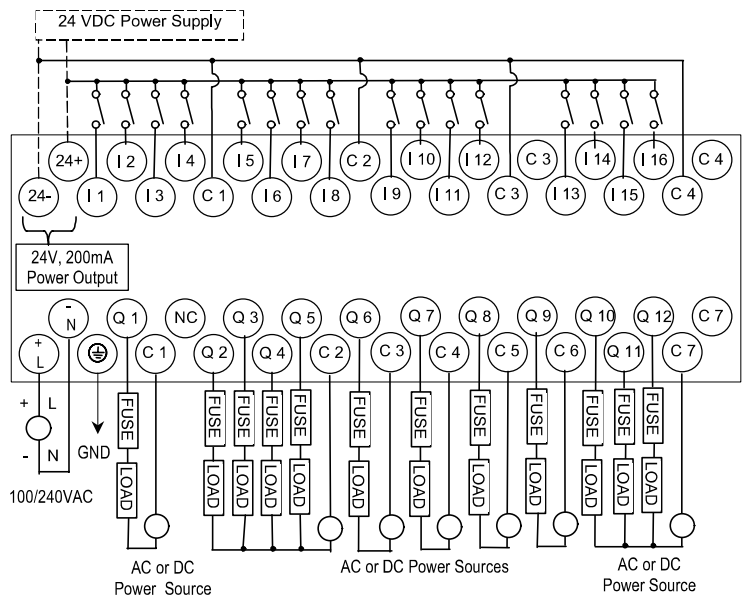 24 VDC Power Supply
24+ I 2 I 4 I 5 I 7 C 2 I 10 I 12 C 3 I 14 I 16 C 4
24- I 1 I 3 C 1 I 6 I 8 I 9 I 11 C 3 I 13 I 15 C 4
24V, 200mA
Power Output
- N Q 1 NC Q 3 Q 5 Q 6 Q 7 Q 8 Q 9 Q 10 Q 12 C 7
+ L C 1 Q 2 Q 4 C 2 C 3 C 4 C 5 C 6 Q 11 C 7
+ L
- N
GND
100/240VAC
FUSE FUSE FUSE FUSE FUSE FUSE FUSE FUSE FUSE FUSE FUSE FUSE
LOAD LOAD LOAD LOAD LOAD LOAD LOAD LOAD LOAD LOAD LOAD LOAD
AC or DC
Power Source
AC or DC Power Sources
AC or DC
Power Source